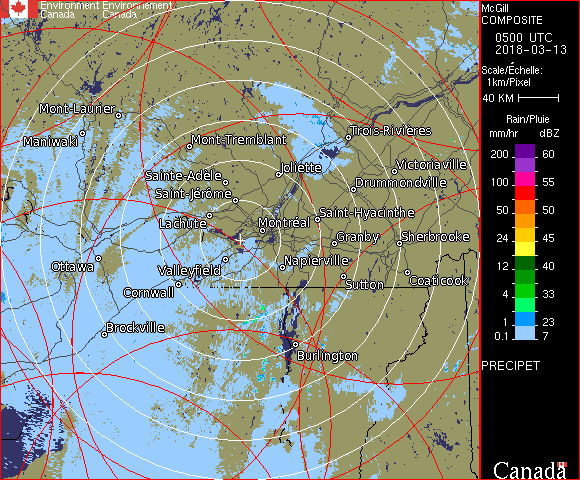 Environment Environnement
Canada Canada
McGill
COMPOSITE
0500 UTC
2018-03-13
Scale/Échelle:
1km/Pixel
40 KM
Rain/Pluie
mm/hr dBZ
200 60
100 55
50 50
24 45
12 40
4 33
1 23
0.1 7
PRECIPET
Canada
Mont-Laurier
Maniwaki
Mont-Tremblant
Trois-Rivières
Joliette
Victoriaville
Sainte-Adèle
Drummondville
Saint-Jérôme
Lachute
Saint-Hyacinthe
Montréal
Granby
Sherbrooke
Ottawa
Napierville
Valleyfield
Coaticook
Sutton
Cornwall
Brockville
Burlington